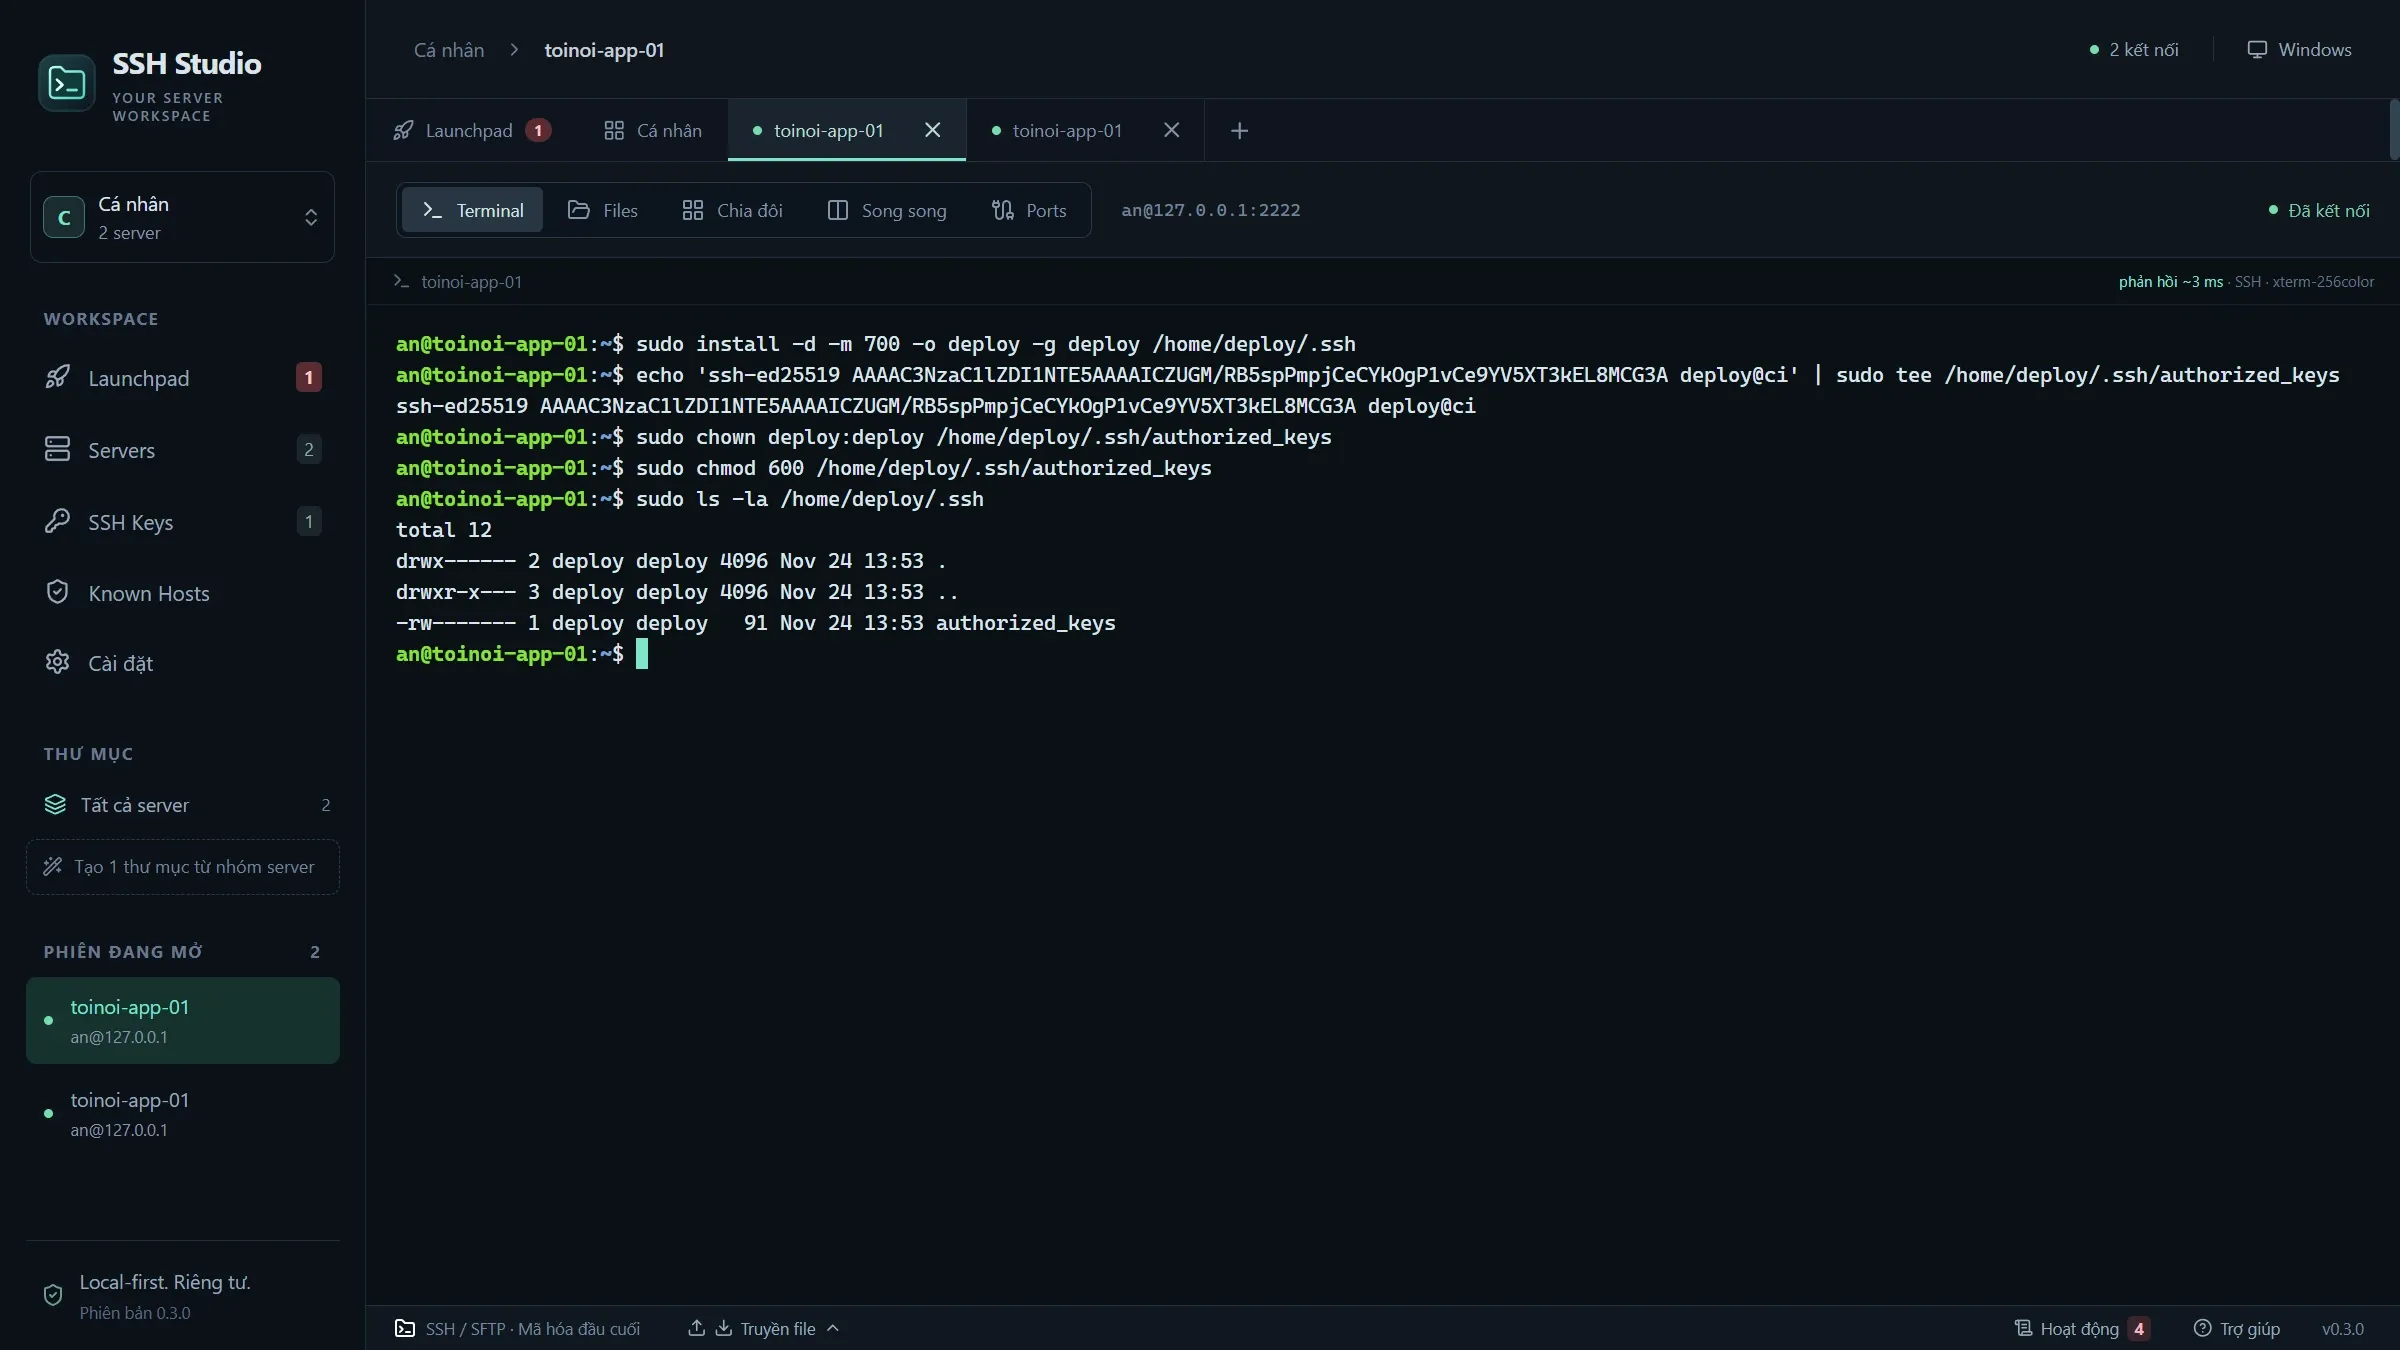 SSH Studio
YOUR SERVER
WORKSPACE
C
Cá nhân
2 server
WORKSPACE
Launchpad 1
Servers 2
SSH Keys 1
Known Hosts
Cài đặt
THƯ MỤC
Tất cả server 2
Tạo 1 thư mục từ nhóm server
PHIÊN ĐANG MỞ 2
toinoi-app-01
an@127.0.0.1
toinoi-app-01
an@127.0.0.1
Local-first. Riêng tư.
Phiên bản 0.3.0
Cá nhân > toinoi-app-01
2 kết nối
Windows
Launchpad 1
Cá nhân
toinoi-app-01
toinoi-app-01
Terminal
Files
Chia đôi
Song song
Ports
an@127.0.0.1:2222
Đã kết nối
toinoi-app-01
phản hồi ~3 ms · SSH · xterm-256color
an@toinoi-app-01:~$ sudo install -d -m 700 -o deploy -g deploy /home/deploy/.ssh
an@toinoi-app-01:~$ echo 'ssh-ed25519 AAAAC3NzaC1lZDI1NTE5AAAAICZUGM/RB5spPmpjCeCYkOgP1vCe9YV5XT3kEL8MCG3A deploy@ci' | sudo tee /home/deploy/.ssh/authorized_keys
ssh-ed25519 AAAAC3NzaC1lZDI1NTE5AAAAICZUGM/RB5spPmpjCeCYkOgP1vCe9YV5XT3kEL8MCG3A deploy@ci
an@toinoi-app-01:~$ sudo chown deploy:deploy /home/deploy/.ssh/authorized_keys
an@toinoi-app-01:~$ sudo chmod 600 /home/deploy/.ssh/authorized_keys
an@toinoi-app-01:~$ sudo ls -la /home/deploy/.ssh
total 12
drwx------ 2 deploy deploy 4096 Nov 24 13:53 .
drwxr-x--- 3 deploy deploy 4096 Nov 24 13:53 ..
-rw------- 1 deploy deploy   91 Nov 24 13:53 authorized_keys
an@toinoi-app-01:~$
SSH / SFTP · Mã hóa đầu cuối
Truyền file
Hoạt động 4
Trợ giúp
v0.3.0